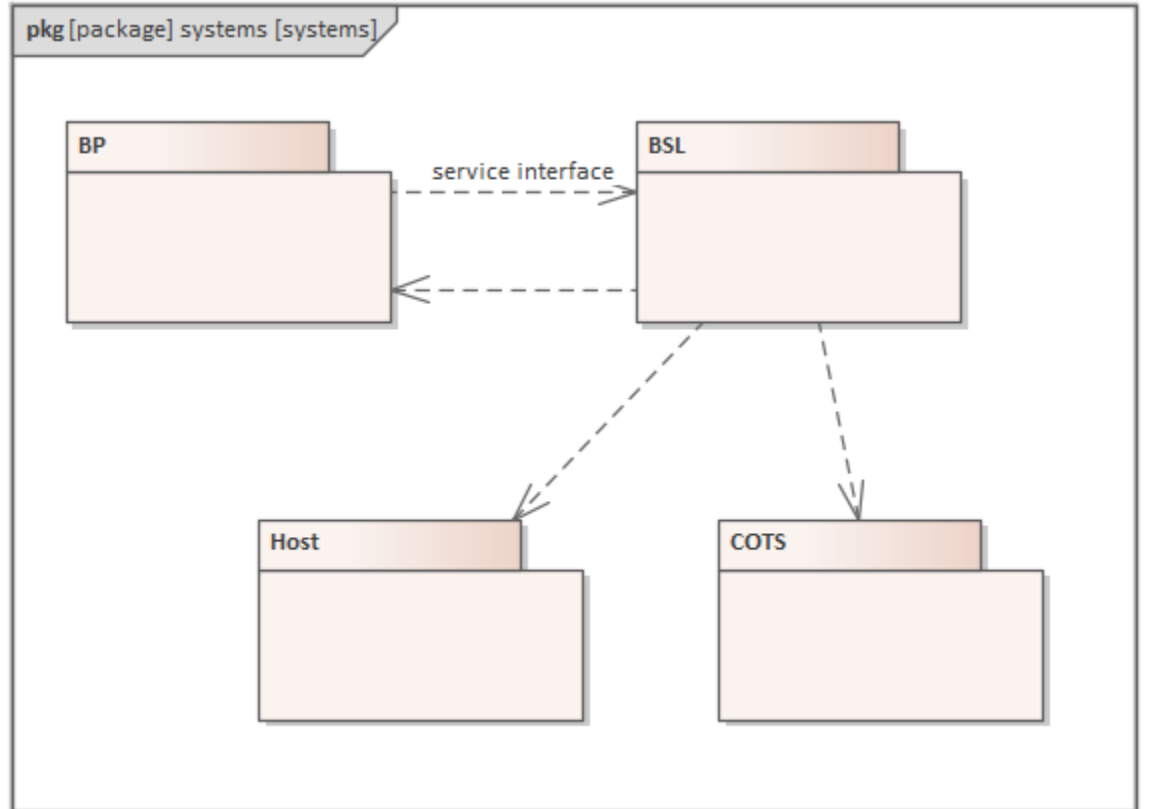 pkg [package] systems [systems]
BP
BSL
service interface
Host
COTS